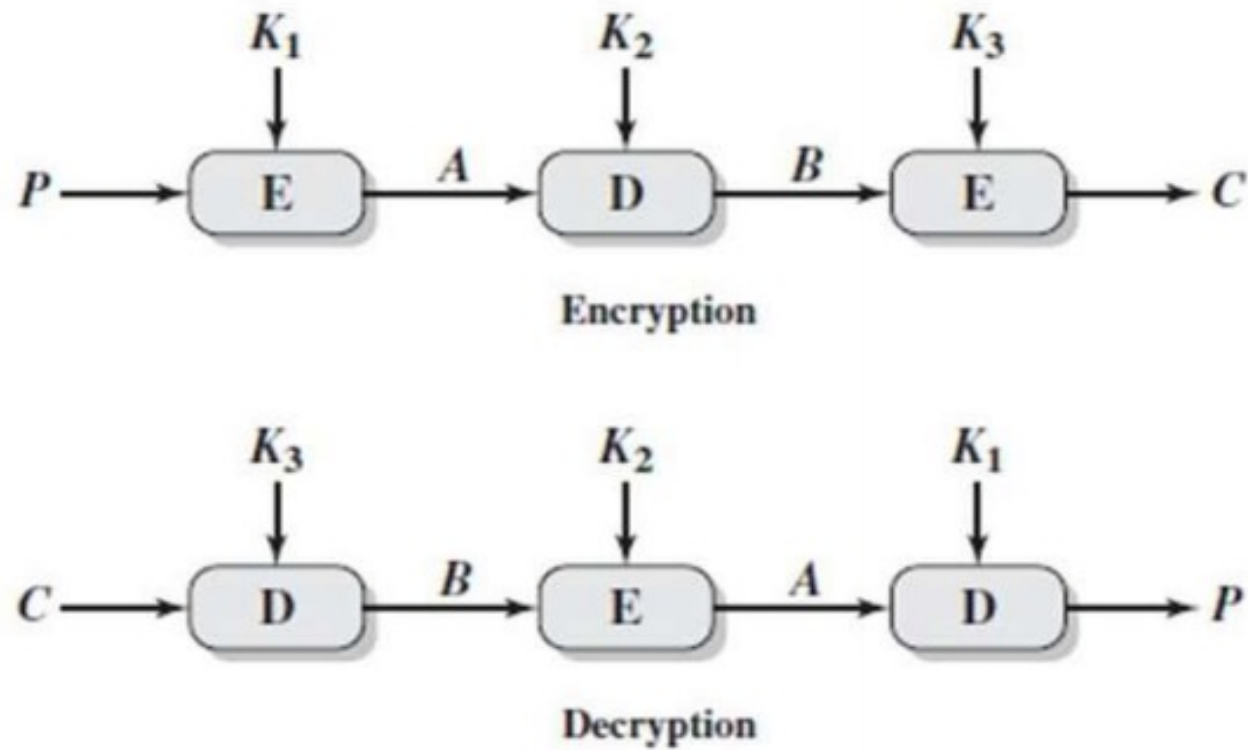 K1 K2 K3
P E A D B E C
Encryption
K3 K2 K1
C D B E A D P
Decryption